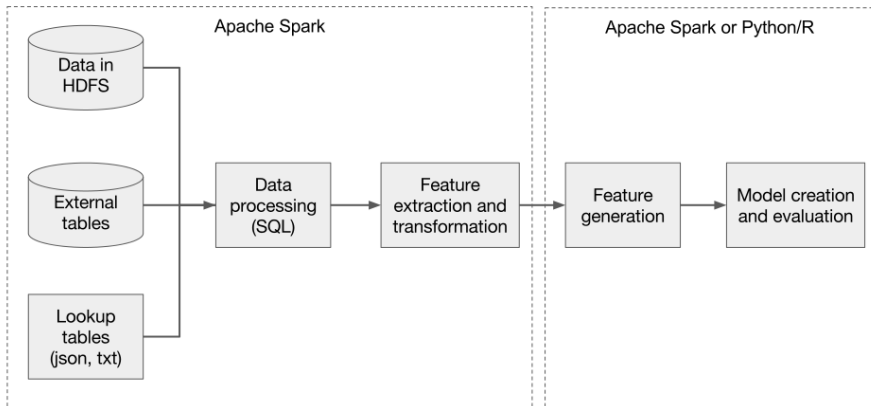 Apache Spark
Apache Spark or Python/R
Data in
HDFS
External
tables
Lookup
tables
(json, txt)
Data
processing
(SQL)
Feature
extraction and
transformation
Feature
generation
Model creation
and evaluation